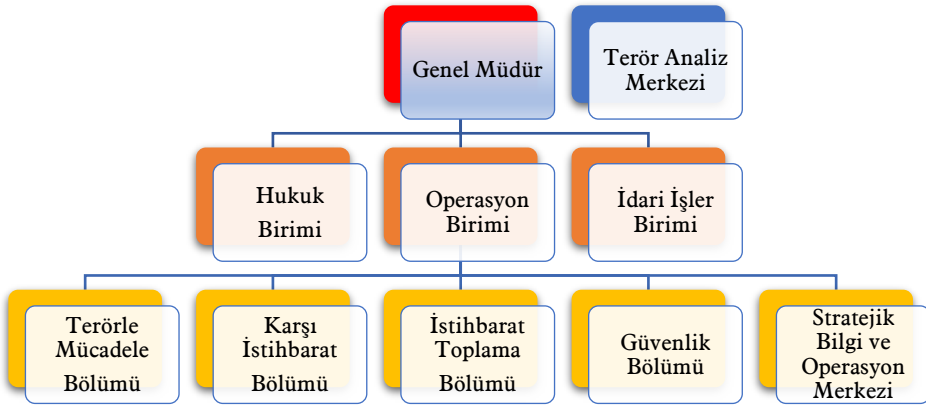 Genel Müdür
Terör Analiz
Merkezi
Hukuk
Birimi
Operasyon
Birimi
İdari İşler
Birimi
Terörle
Mücadele
Bölümü
Karşı
İstihbarat
Bölümü
İstihbarat
Toplama
Bölümü
Güvenlik
Bölümü
Stratejik
Bilgi ve
Operasyon
Merkezi